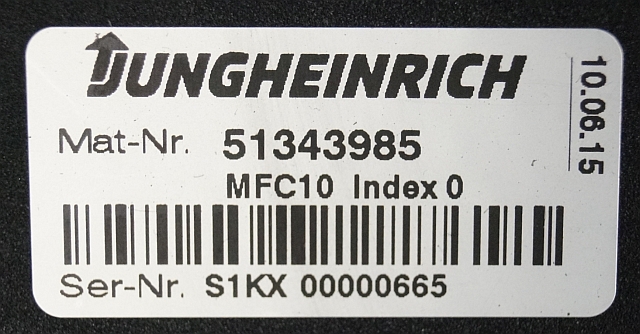 JUNGHEINRICH
Mat-Nr. 51343985
MFC10 Index 0
Ser-Nr. S1KX 00000665
10.06.15